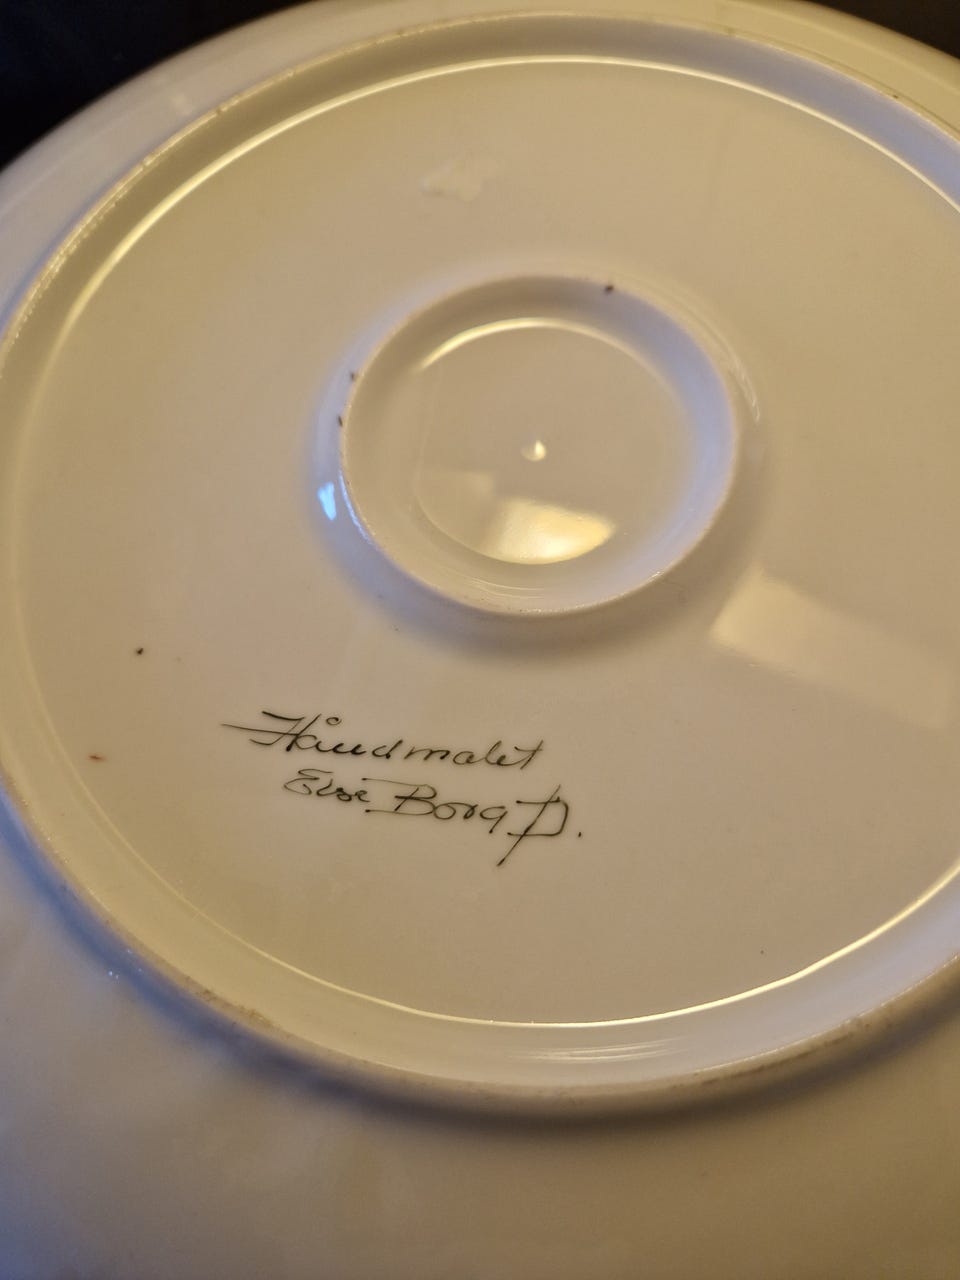 Håndmalet
Else Borg D.